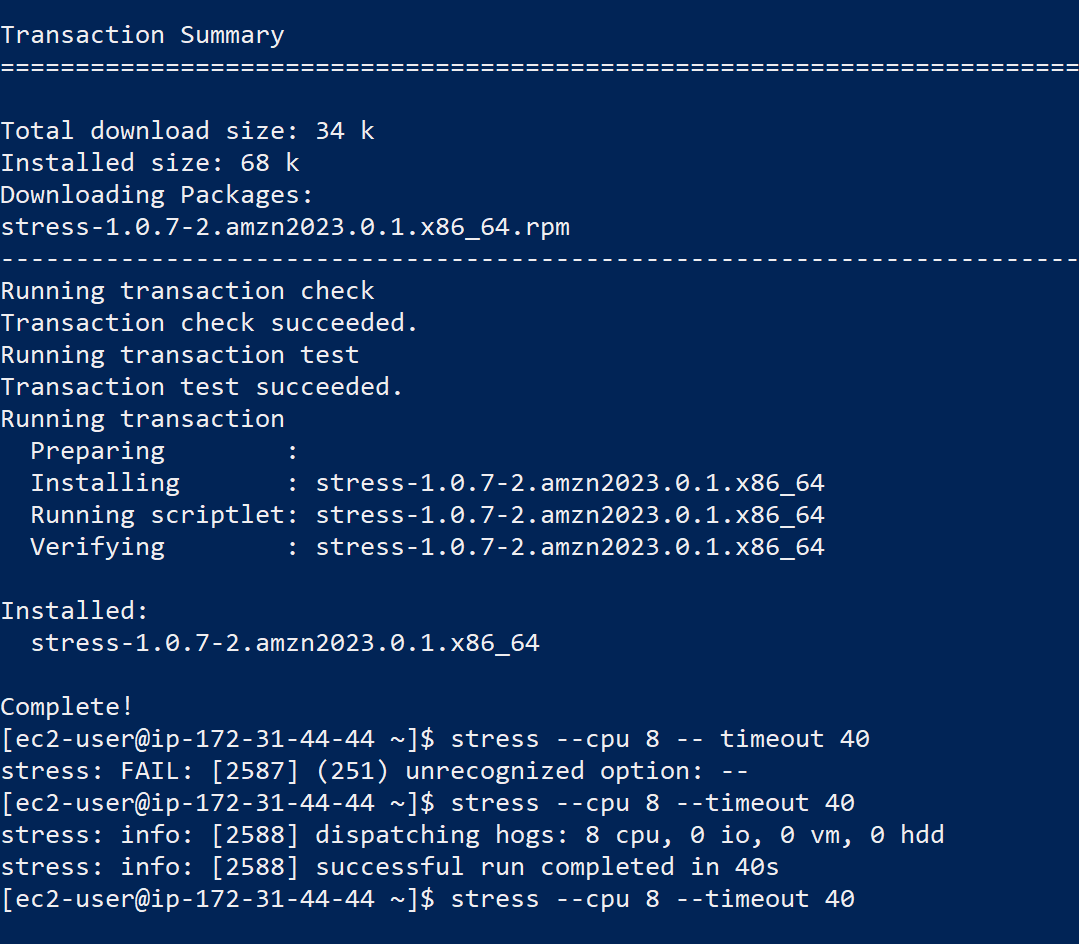 Transaction Summary
========================================================================
Total download size: 34 k
Installed size: 68 k
Downloading Packages:
stress-1.0.7-2.amzn2023.0.1.x86_64.rpm
------------------------------------------------------------------------
Running transaction check
Transaction check succeeded.
Running transaction test
Transaction test succeeded.
Running transaction
  Preparing        :
  Installing       : stress-1.0.7-2.amzn2023.0.1.x86_64
  Running scriptlet: stress-1.0.7-2.amzn2023.0.1.x86_64
  Verifying        : stress-1.0.7-2.amzn2023.0.1.x86_64
Installed:
  stress-1.0.7-2.amzn2023.0.1.x86_64
Complete!
[ec2-user@ip-172-31-44-44 ~]$ stress --cpu 8 -- timeout 40
stress: FAIL: [2587] (251) unrecognized option: --
[ec2-user@ip-172-31-44-44 ~]$ stress --cpu 8 --timeout 40
stress: info: [2588] dispatching hogs: 8 cpu, 0 io, 0 vm, 0 hdd
stress: info: [2588] successful run completed in 40s
[ec2-user@ip-172-31-44-44 ~]$ stress --cpu 8 --timeout 40